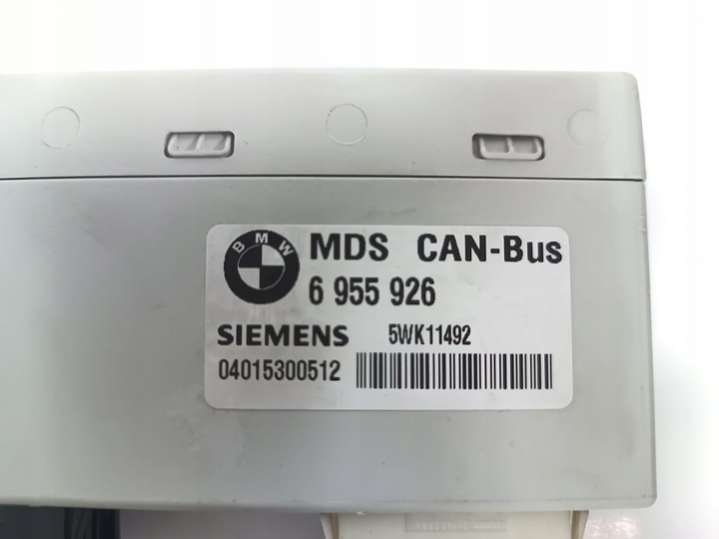 BMW
MDS CAN-Bus
6 955 926
SIEMENS 5WK11492
04015300512